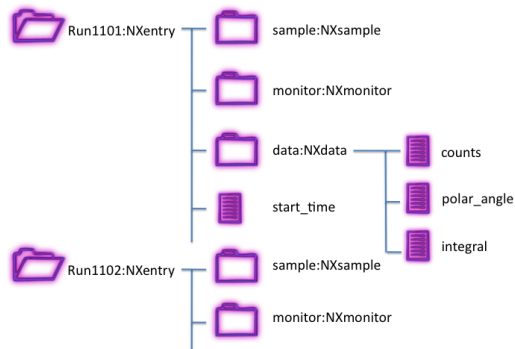 Run1101:NXentry
sample:NXsample
monitor:NXmonitor
data:NXdata
counts
polar_angle
integral
start_time
Run1102:NXentry
sample:NXsample
monitor:NXmonitor